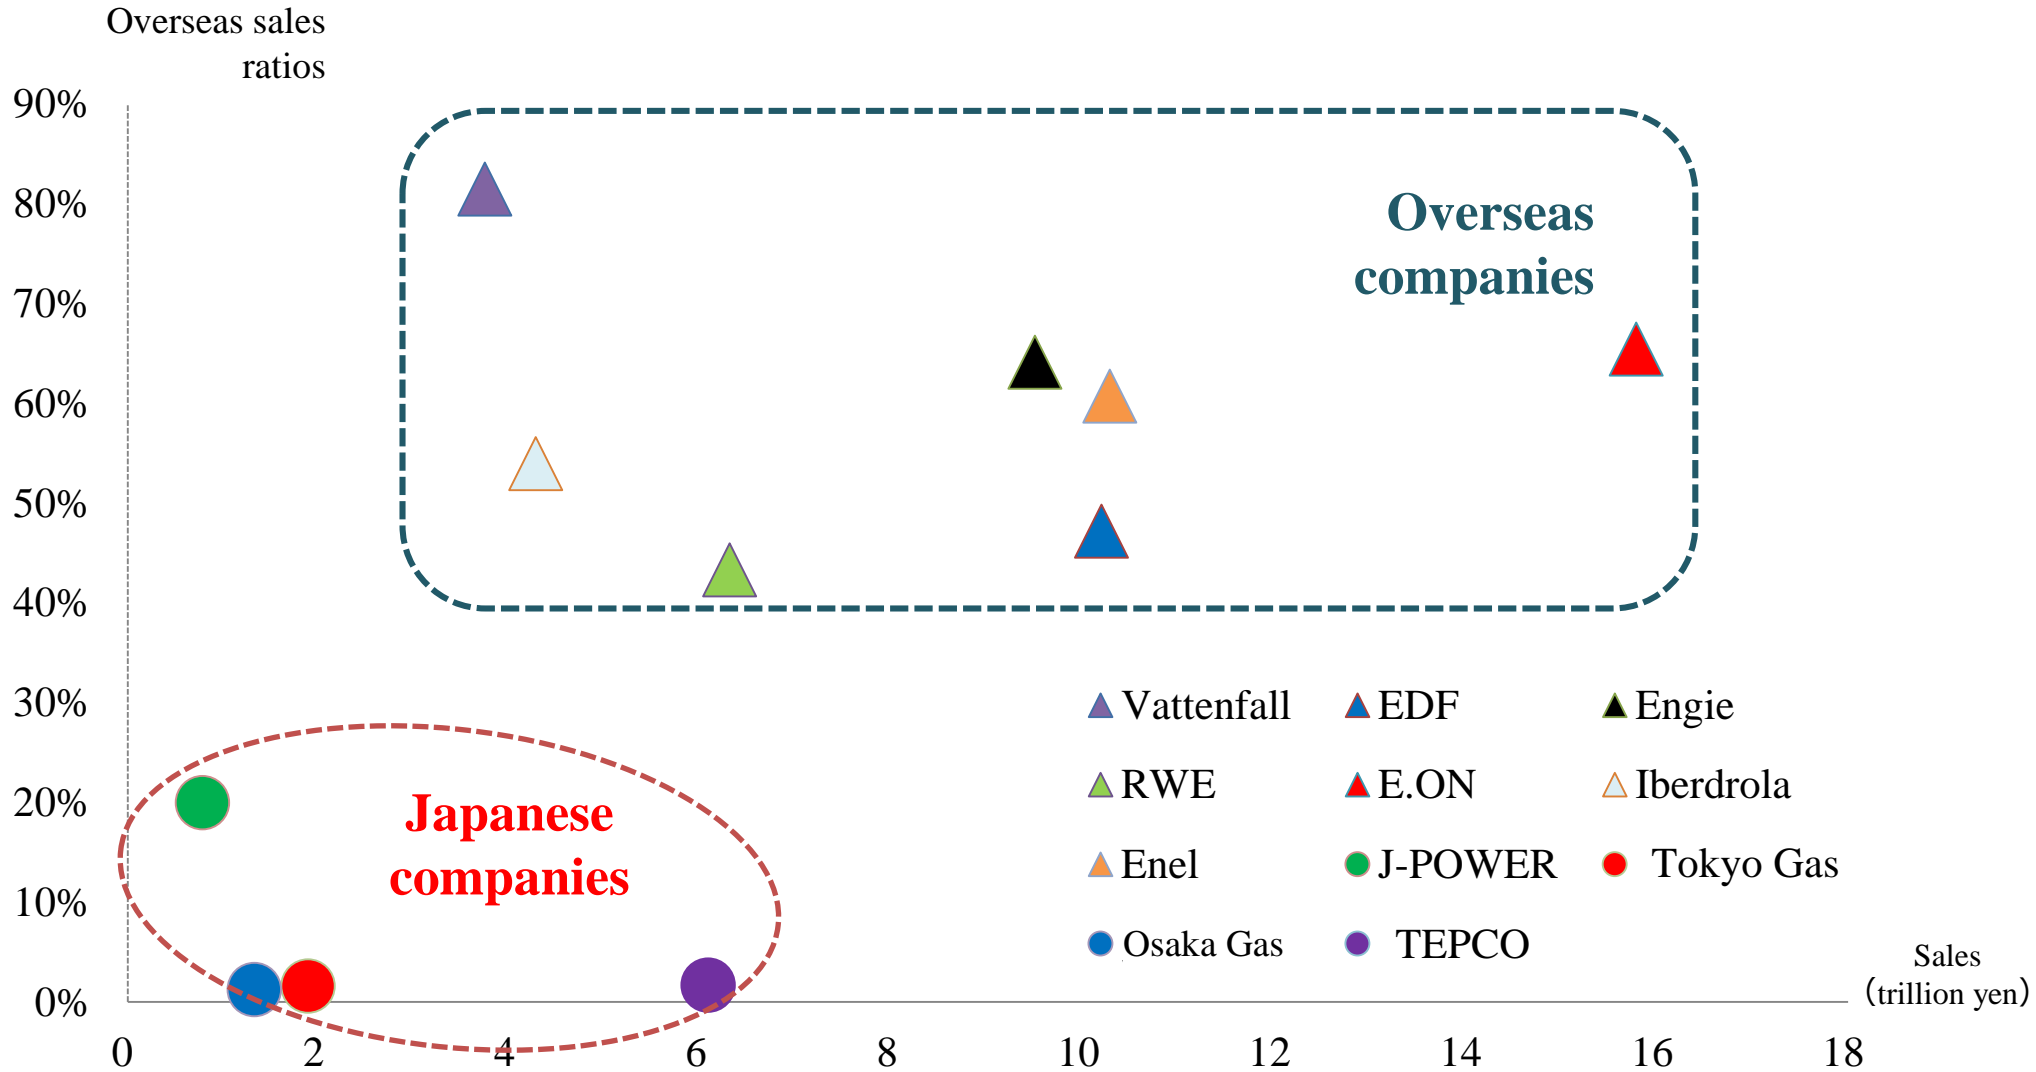 Overseas sales
ratios
90%
80%
70%
60%
50%
40%
30%
20%
10%
0%
Overseas
companies
Japanese
companies
Vattenfall
EDF
Engie
RWE
E.ON
Iberdrola
Enel
J-POWER
Tokyo Gas
Osaka Gas
TEPCO
Sales
(trillion yen)
0
2
4
6
8
10
12
14
16
18